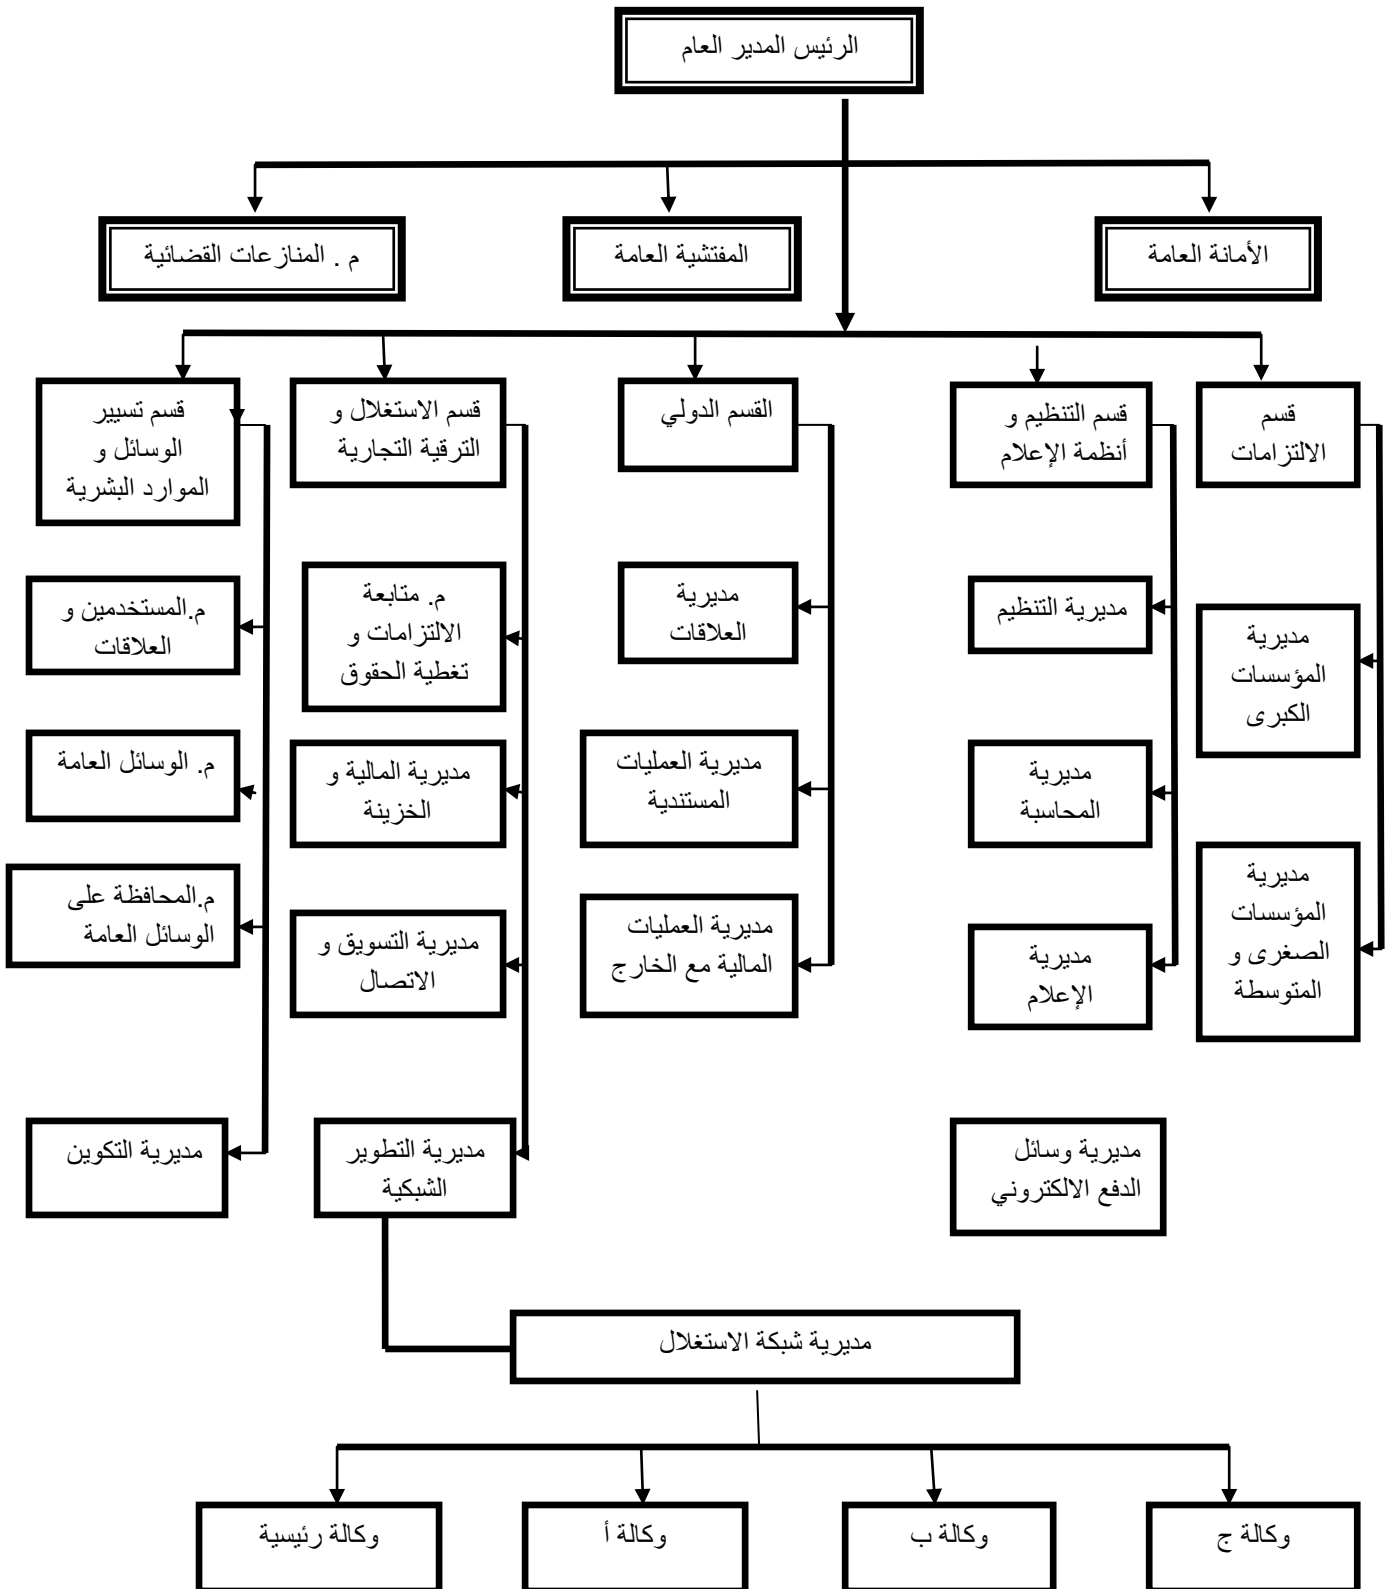 الرئيس المدير العام
الأمانة العامة
المفتشية العامة
م . المنازعات القضائية
قسم
الالتزامات
قسم التنظيم و
أنظمة الإعلام
القسم الدولي
قسم الاستغلال و
الترقية التجارية
قسم تسيير
الوسائل و
الموارد البشرية
مديرية
المؤسسات
الكبرى
مديرية التنظيم
مديرية
العلاقات
م. متابعة
الالتزامات و
تغطية الحقوق
م.المستخدمين و
العلاقات
مديرية
المؤسسات
الصغرى و
المتوسطة
مديرية
المحاسبة
مديرية العمليات
المستندية
مديرية المالية و
الخزينة
م. الوسائل العامة
مديرية
الإعلام
مديرية العمليات
المالية مع الخارج
مديرية التسويق و
الاتصال
م.المحافظة على
الوسائل العامة
مديرية وسائل
الدفع الالكتروني
مديرية التطوير
الشبكية
مديرية التكوين
مديرية شبكة الاستغلال
وكالة ج
وكالة ب
وكالة أ
وكالة رئيسية